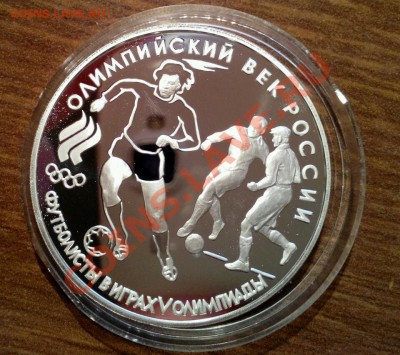 ОЛИМПИЙСКИЙ ВЕК РОССИИ
ФУТБОЛИСТЫ В ИГРАХ V ОЛИМПИАДЫ